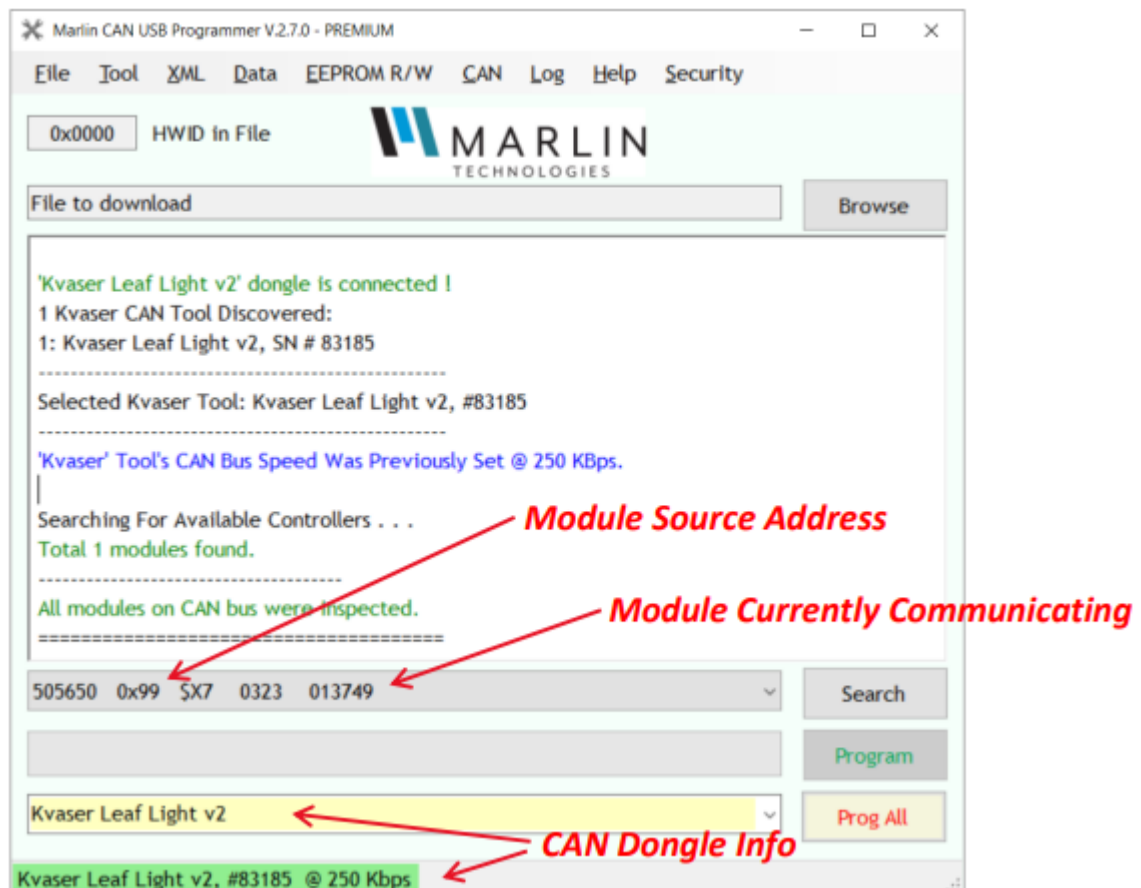 Marlin CAN USB Programmer V.2.7.0 - PREMIUM
File Tool XML Data EEPROM R/W CAN Log Help Security
0x0000 HWID in File
MARLIN
TECHNOLOGIES
File to download Browse
'Kvaser Leaf Light v2' dongle is connected !
1 Kvaser CAN Tool Discovered:
1: Kvaser Leaf Light v2, SN # 83185
---------------------------------------------------
Selected Kvaser Tool: Kvaser Leaf Light v2, #83185
---------------------------------------------------
'Kvaser' Tool's CAN Bus Speed Was Previously Set @ 250 KBps.
Searching For Available Controllers . . .
Module Source Address
Total 1 modules found.
--------------------------------------
All modules on CAN bus were inspected.
Module Currently Communicating
=====================================
505650 0x99 $X7 0323 013749 Search
Program
Kvaser Leaf Light v2 Prog All
CAN Dongle Info
Kvaser Leaf Light v2, #83185 @ 250 Kbps